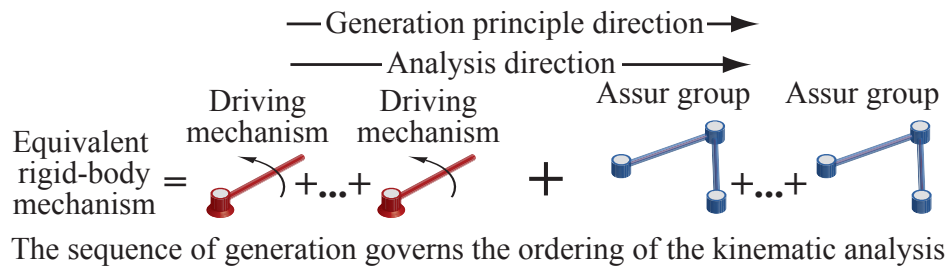 Generation principle direction
Analysis direction
Driving
mechanism
Driving
mechanism
Assur group
Assur group
Equivalent
rigid-body
mechanism
= +...+ + +...+
The sequence of generation governs the ordering of the kinematic analysis